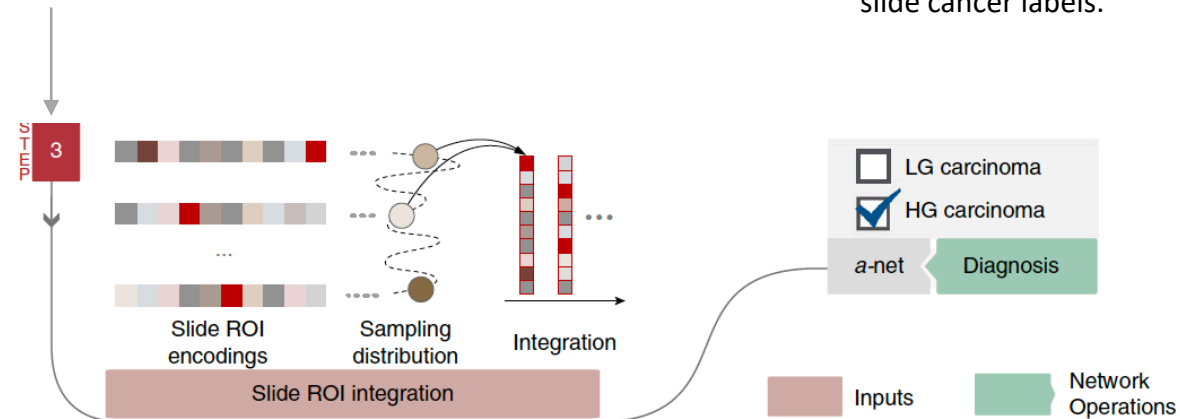 slide cancer labels.
STEP
3
...
Slide ROI
encodings
Sampling
distribution
Integration
Slide ROI integration
LG carcinoma
HG carcinoma
a-net
Diagnosis
Inputs
Network
Operations